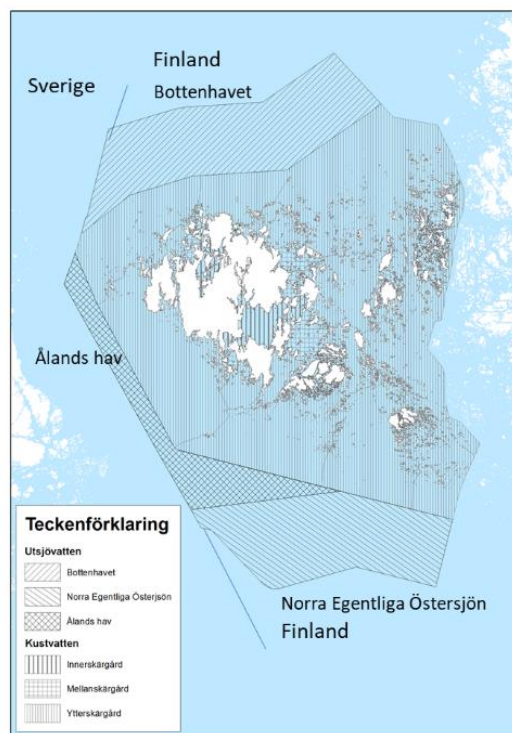 Finland
Sverige
Bottenhavet
Ålands hav
Teckenförklaring
Utsjövatten
Bottenhavet
Norra Egentliga Österjsön
Ålands hav
Kustvatten
Innerskärgård
Mellanskärgård
Ytterskärgård
Norra Egentliga Östersjön
Finland